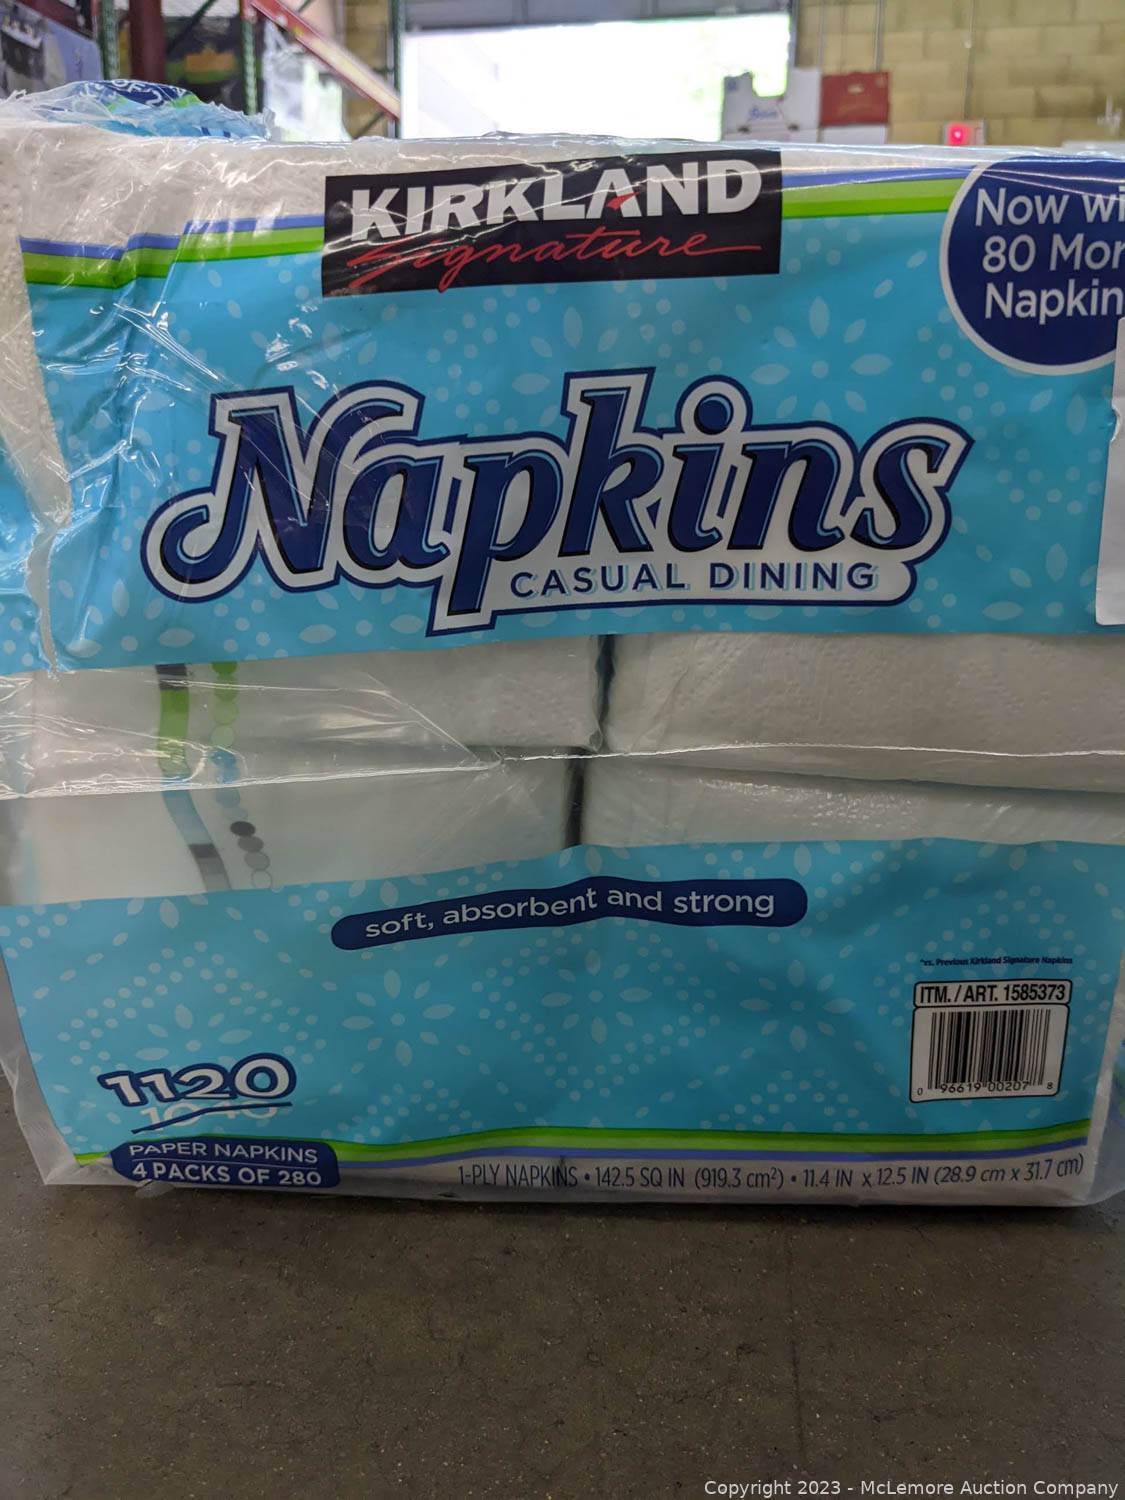 KIRKLAND
Signature
Now wi
80 Mor
Napkin
Napkins
CASUAL DINING
soft, absorbent and strong
*vs. Previous Kirkland Signature Napkins
ITM. / ART. 1585373
0 96619 00207 8
1120
1040
PAPER NAPKINS
4 PACKS OF 280
1-PLY NAPKINS • 142.5 SQ IN (919.3 cm²) • 11.4 IN x 12.5 IN (28.9 cm x 31.7 cm)
Copyright 2023 - McLemore Auction Company